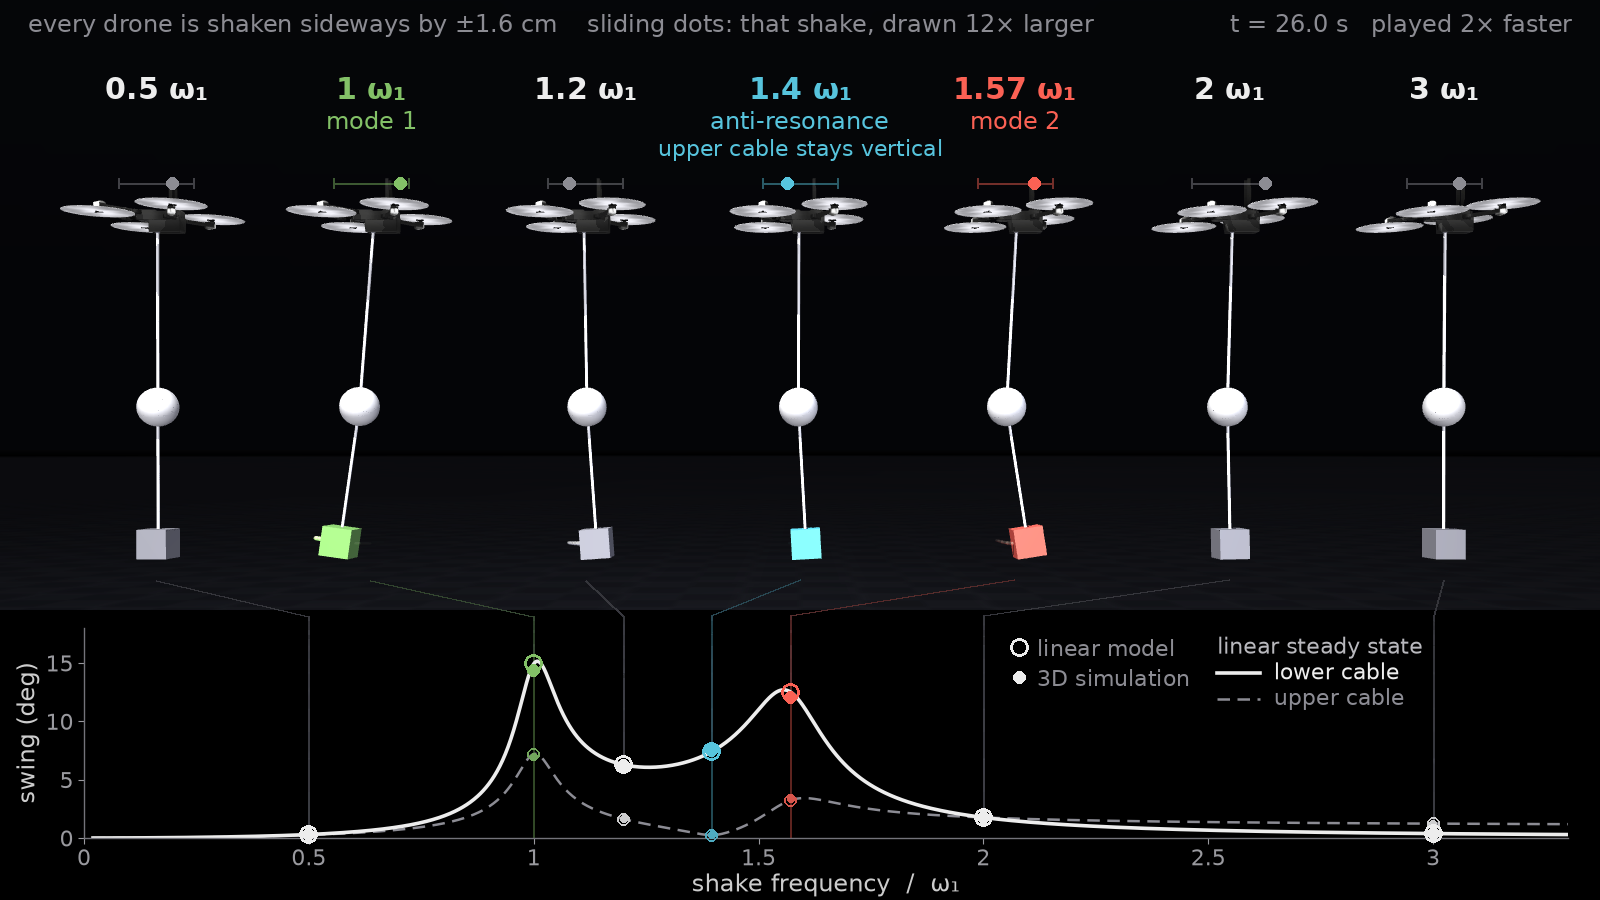 every drone is shaken sideways by ±1.6 cm    sliding dots: that shake, drawn 12× larger    t = 26.0 s   played 2× faster
0.5 ω₁    1 ω₁    1.2 ω₁    1.4 ω₁    1.57 ω₁    2 ω₁    3 ω₁
mode 1    anti-resonance    mode 2
upper cable stays vertical
linear model
3D simulation
linear steady state
lower cable
upper cable
swing (deg)
15
10
5
0
0    0.5    1    1.5    2    2.5    3
shake frequency / ω₁